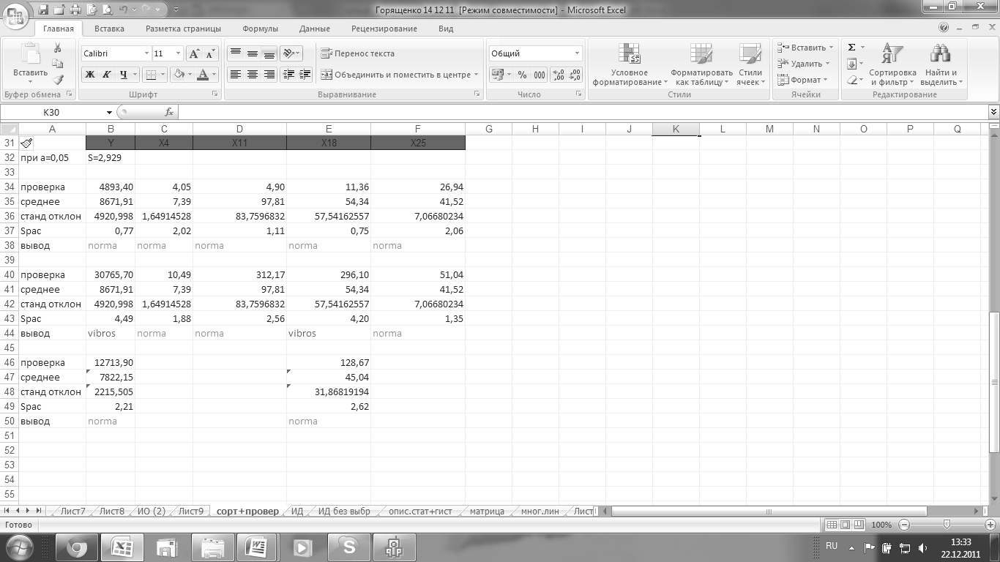 Горященко 14 12 11 [Режим совместимости] - Microsoft Excel
Главная Вставка Разметка страницы Формулы Данные Рецензирование Вид
Вставить
Буфер обмена
Calibri 11
Ж К Ч А
Шрифт
Перенос текста
Объединить и поместить в центре
Выравнивание
Общий
% 000
Число
Условное форматирование
Форматировать как таблицу
Стили ячеек
Стили
Вставить
Удалить
Формат
Ячейки
Σ
Сортировка и фильтр
Найти и выделить
Редактирование
K30 fx
A B C D E F G H I J K L M N O P Q
31 Y X4 X11 X18 X25
32 при a=0,05 S=2,929
33
34 проверка 4893,40 4,05 4,90 11,36 26,94
35 среднее 8671,91 7,39 97,81 54,34 41,52
36 станд отклон 4920,998 1,64914528 83,7596832 57,54162557 7,06680234
37 Spac 0,77 2,02 1,11 0,75 2,06
38 вывод norma norma norma norma norma
39
40 проверка 30765,70 10,49 312,17 296,10 51,04
41 среднее 8671,91 7,39 97,81 54,34 41,52
42 станд отклон 4920,998 1,64914528 83,7596832 57,54162557 7,06680234
43 Spac 4,49 1,88 2,56 4,20 1,35
44 вывод vibros norma norma vibros norma
45
46 проверка 12713,90 128,67
47 среднее 7822,15 45,04
48 станд отклон 2215,505 31,86819194
49 Spac 2,21 2,62
50 вывод norma norma
51
52
53
54
55
Лист7 Лист8 ИО (2) Лист9 сорт+провер ИД ИД без выбр опис.стат+гист матрица мног.лин Лист
Готово 100%
RU 13:33
22.12.2011